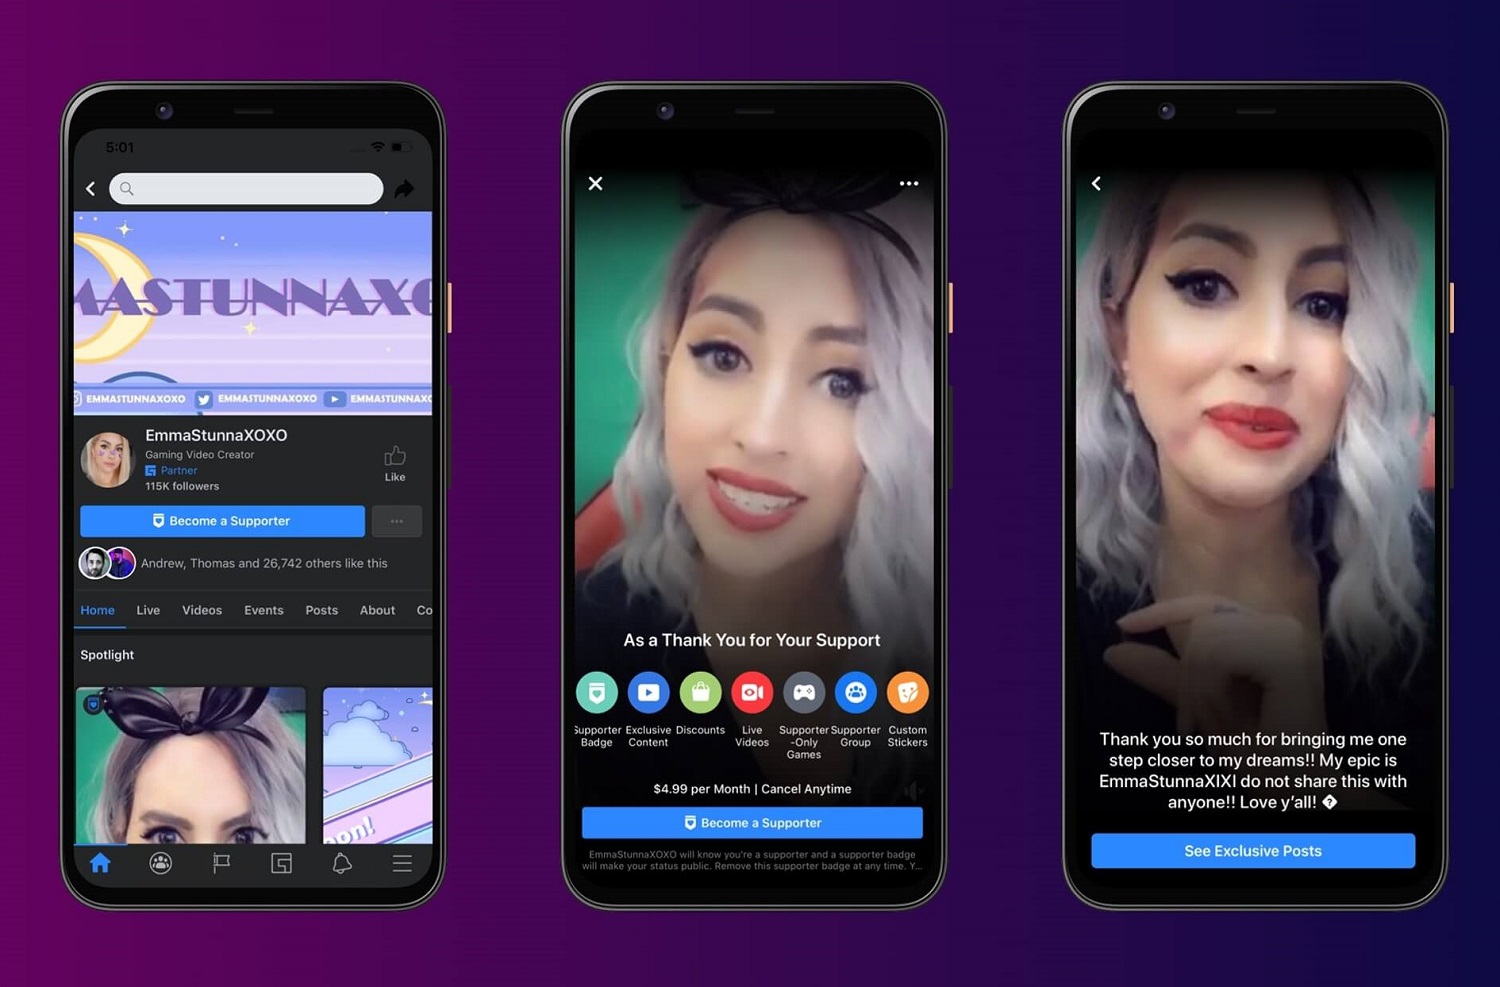 5:01
MASTUNNAXO
EMMASTUNNAXOXO EMMASTUNNAXOXO EMMASTUNNAXO
EmmaStunnaXOXO
Gaming Video Creator
Partner
115K followers
Like
Become a Supporter
Andrew, Thomas and 26,742 others like this
Home Live Videos Events Posts About Co
Spotlight
oon!
As a Thank You for Your Support
Supporter Badge
Exclusive Content
Discounts
Live Videos
Supporter-Only Games
Supporter Group
Custom Stickers
$4.99 per Month | Cancel Anytime
Become a Supporter
EmmaStunnaXOXO will know you're a supporter and a supporter badge
will make your status public. Remove this supporter badge at any time. Y...
Thank you so much for bringing me one
step closer to my dreams!! My epic is
EmmaStunnaXIXI do not share this with
anyone!! Love y'all!
See Exclusive Posts